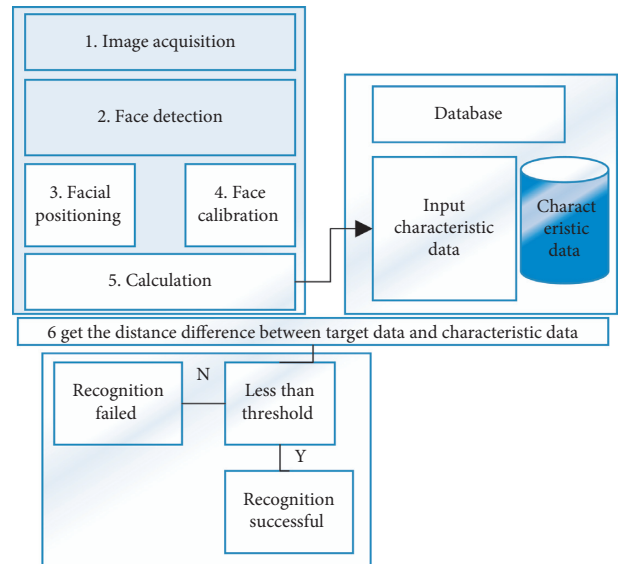 1. Image acquisition
2. Face detection
3. Facial
positioning
4. Face
calibration
5. Calculation
Database
Input
characteristic
data
Charact
eristic
data
6 get the distance difference between target data and characteristic data
Recognition
failed
N
Less than
threshold
Y
Recognition
successful